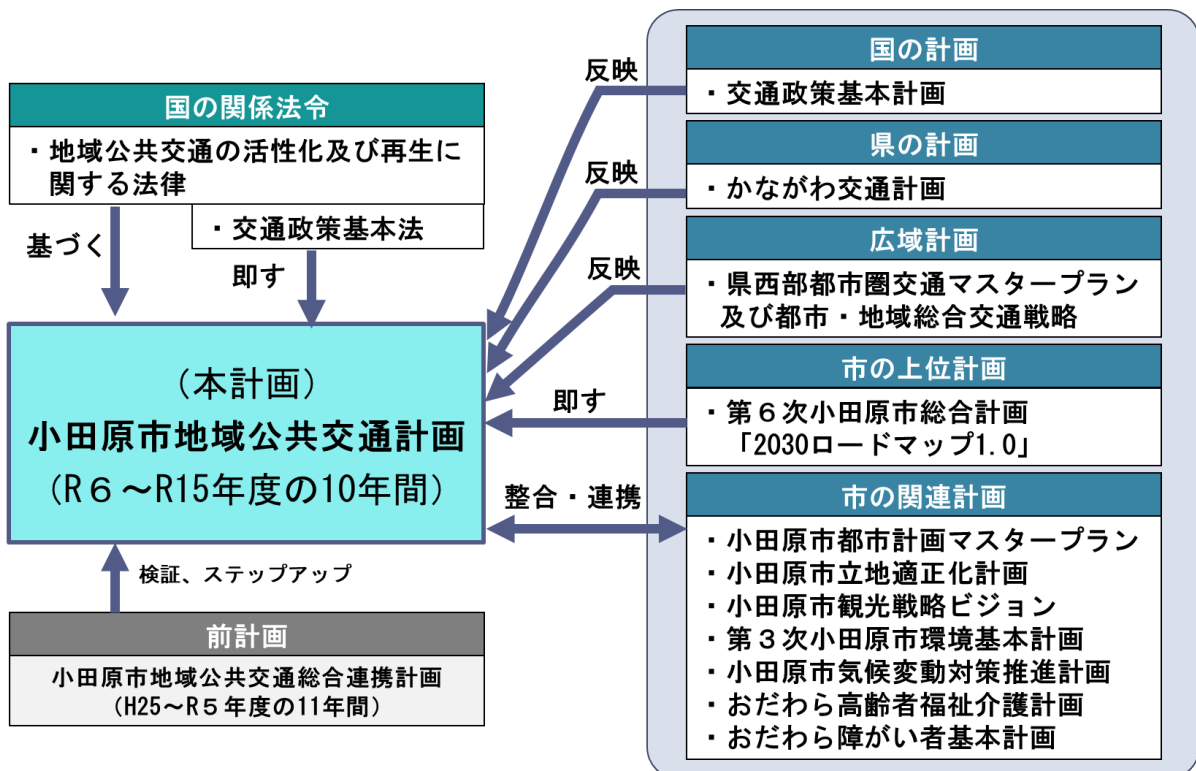 国の関係法令
・地域公共交通の活性化及び再生に
関する法律
・交通政策基本法
基づく
即す
(本計画)
小田原市地域公共交通計画
(R6~R15年度の10年間)
検証、ステップアップ
前計画
小田原市地域公共交通総合連携計画
(H25~R5年度の11年間)
反映
反映
反映
即す
整合・連携
国の計画
・交通政策基本計画
県の計画
・かながわ交通計画
広域計画
・県西部都市圏交通マスタープラン
及び都市・地域総合交通戦略
市の上位計画
・第6次小田原市総合計画
「2030ロードマップ1.0」
市の関連計画
・小田原市都市計画マスタープラン
・小田原市立地適正化計画
・小田原市観光戦略ビジョン
・第3次小田原市環境基本計画
・小田原市気候変動対策推進計画
・おだわら高齢者福祉介護計画
・おだわら障がい者基本計画